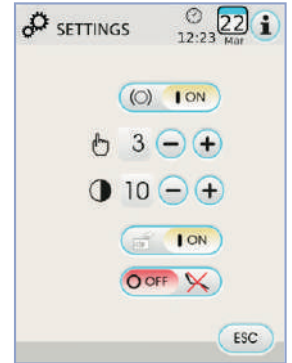 SETTINGS 12:23 22 Mar i
(O) I ON
3 - +
10 - +
I ON
O OFF
ESC